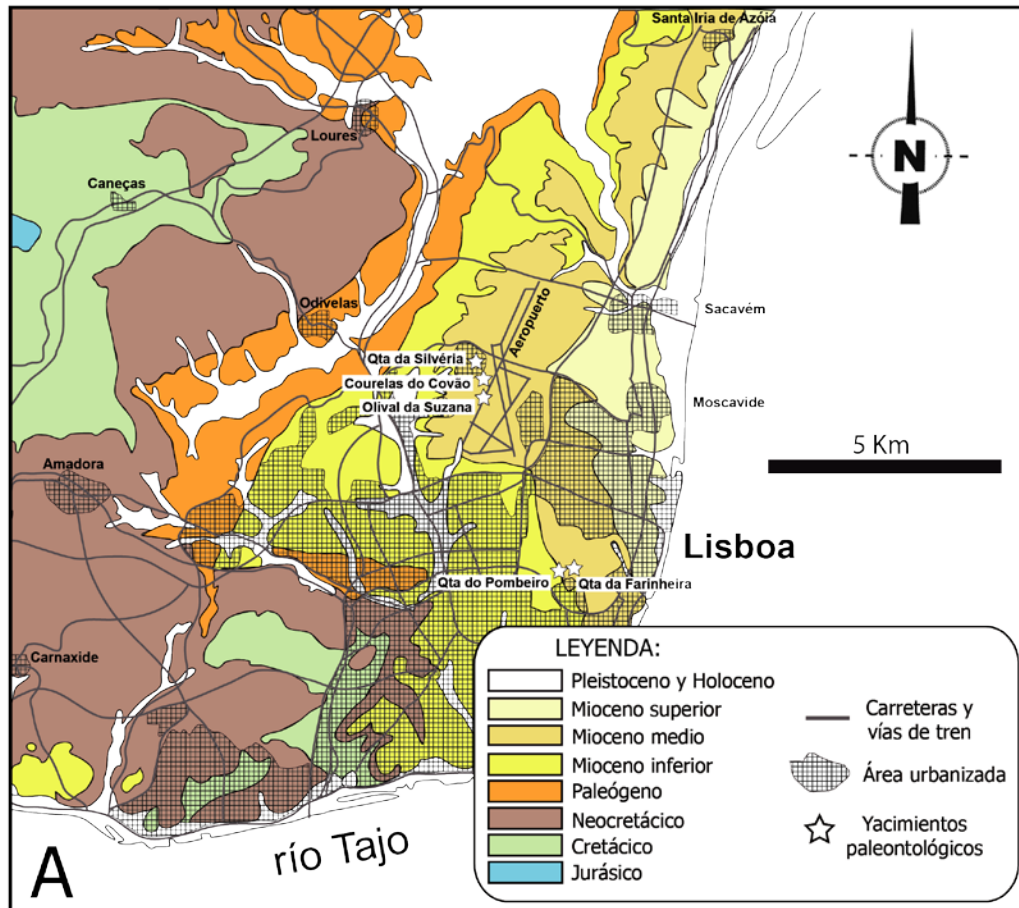 Santa Iria de Azóia
Loures
N
Caneças
Odivelas
Aeropuerto
Sacavém
Qta da Silvéria
Courelas do Covão
Olival da Suzana
Moscavide
5 Km
Amadora
Lisboa
Qta do Pombeiro
Qta da Farinheira
Carnaxide
LEYENDA:
Pleistoceno y Holoceno
Mioceno superior
Mioceno medio
Mioceno inferior
Paleógeno
Neocretácico
Cretácico
Jurásico
Carreteras y
vías de tren
Área urbanizada
Yacimientos
paleontológicos
río Tajo
A